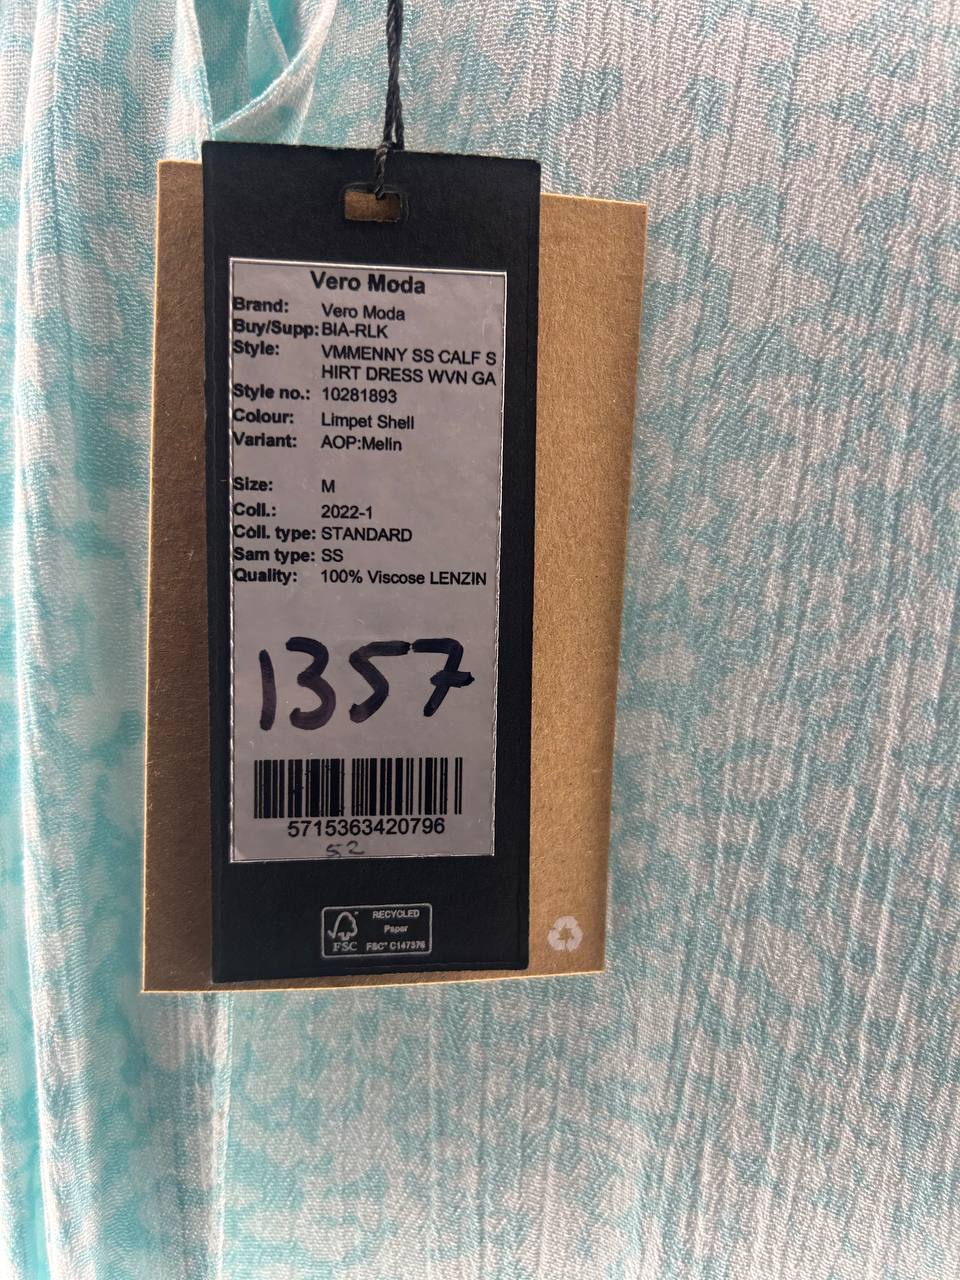 Vero Moda
Brand: Vero Moda
Buy/Supp: BIA-RLK
Style: VMMENNY SS CALF S
HIRT DRESS WVN GA
Style no.: 10281893
Colour: Limpet Shell
Variant: AOP:Melin
Size: M
Coll.: 2022-1
Coll. type: STANDARD
Sam type: SS
Quality: 100% Viscose LENZIN
1357
5715363420796
52
RECYCLED
Paper
FSC FSC™ C147376